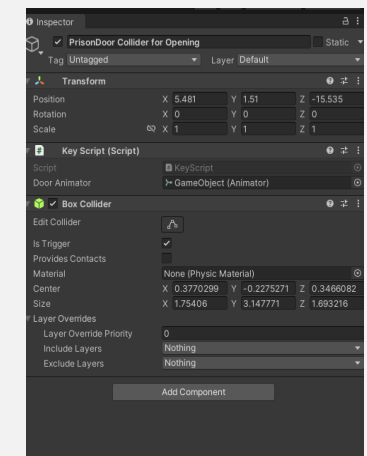 Inspector
PrisonDoor Collider for Opening Static
Tag Untagged Layer Default
Transform
Position X 5.481 Y 1.51 Z -15.535
Rotation X 0 Y 0 Z 0
Scale X 1 Y 1 Z 1
# Key Script (Script)
Script KeyScript
Door Animator GameObject (Animator)
Box Collider
Edit Collider
Is Trigger
Provides Contacts
Material None (Physic Material)
Center X 0.3770299 Y -0.2275271 Z 0.3466082
Size X 1.75406 Y 3.147771 Z 1.693216
Layer Overrides
Layer Override Priority 0
Include Layers Nothing
Exclude Layers Nothing
Add Component